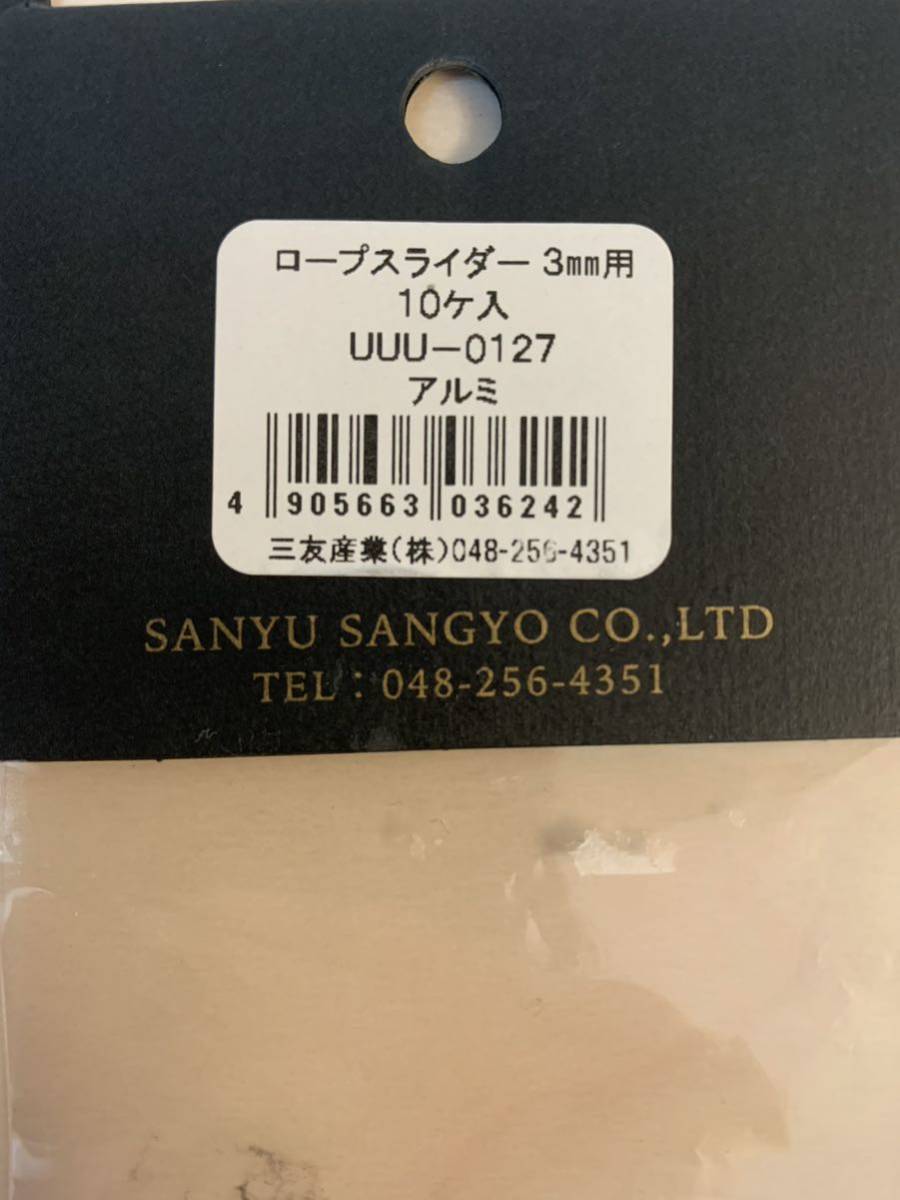 ロープスライダー 3㎜用
10ケ入
UUU-0127
アルミ
4 905663 036242
三友産業(株)048-256-4351
SANYU SANGYO CO.,LTD
TEL : 048-256-4351